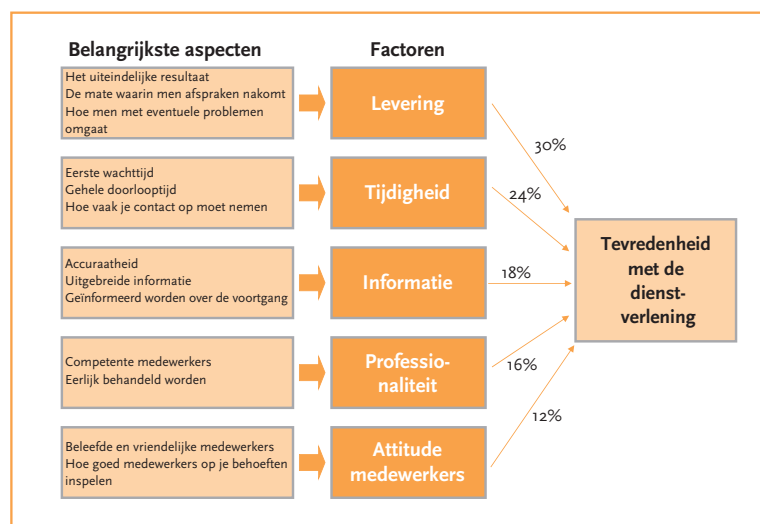 Belangrijkste aspecten
Factoren
Het uiteindelijke resultaat
De mate waarin men afspraken nakomt
Hoe men met eventuele problemen
omgaat
Levering
30%
Eerste wachttijd
Gehele doorlooptijd
Hoe vaak je contact op moet nemen
Tijdigheid
24%
Accuraatheid
Uitgebreide informatie
Geïnformeerd worden over de voortgang
Informatie
18%
Competente medewerkers
Eerlijk behandeld worden
Professio-
naliteit
16%
Beleefde en vriendelijke medewerkers
Hoe goed medewerkers op je behoeften
inspelen
Attitude
medewerkers
12%
Tevredenheid
met de
dienst-
verlening